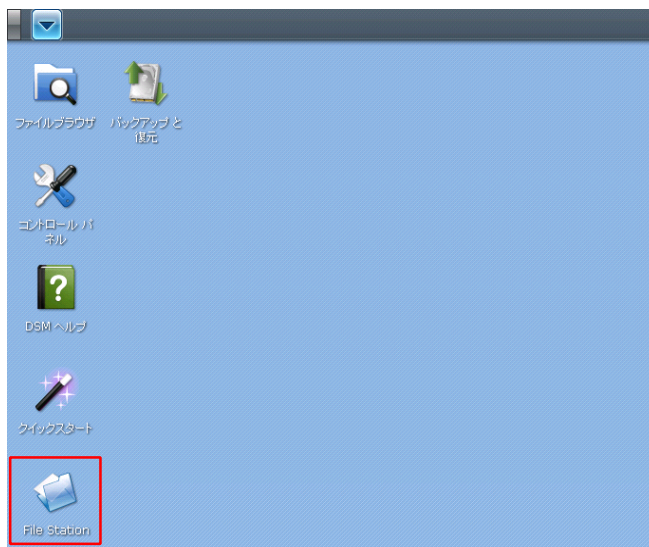 ファイルブラウザ
バックアップ と
復元
コントロール パ
ネル
DSM ヘルプ
クイックスタート
File Station